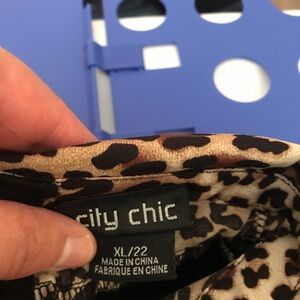 city chic
XL/22
MADE IN CHINA
FABRIQUE EN CHINE